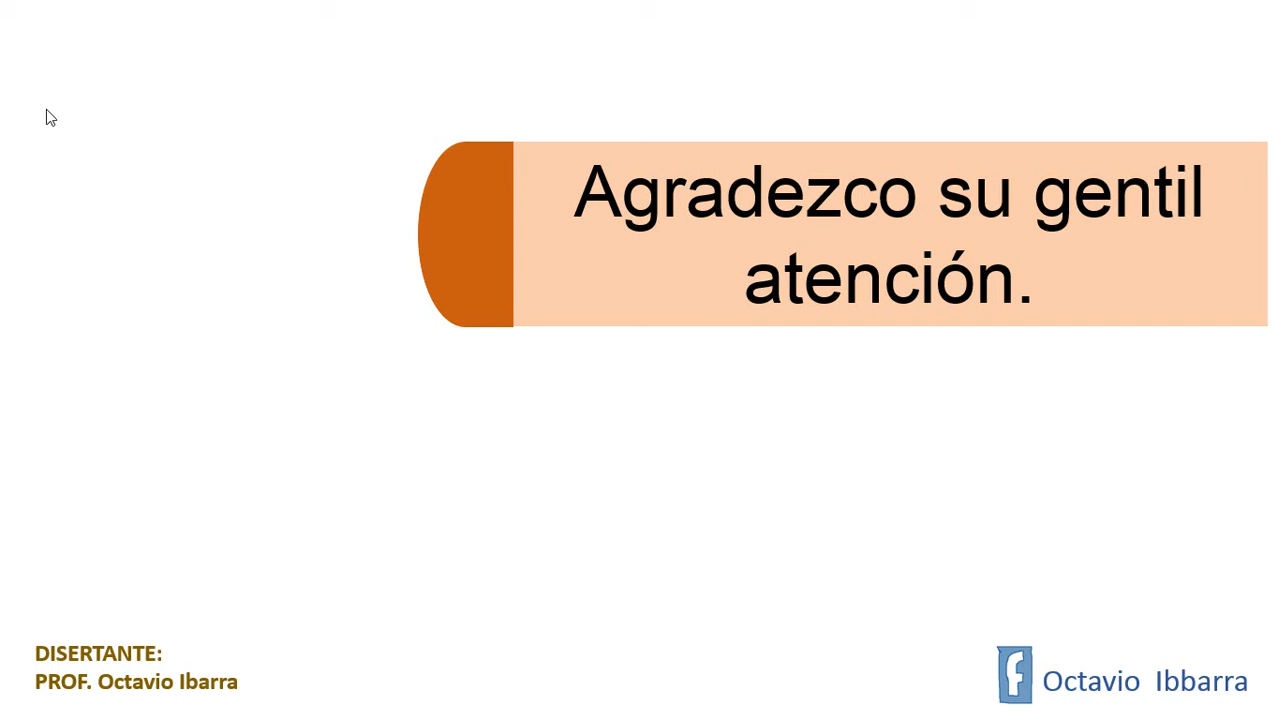 Agradezco su gentil
atención.
DISERTANTE:
PROF. Octavio Ibarra
Octavio Ibbarra